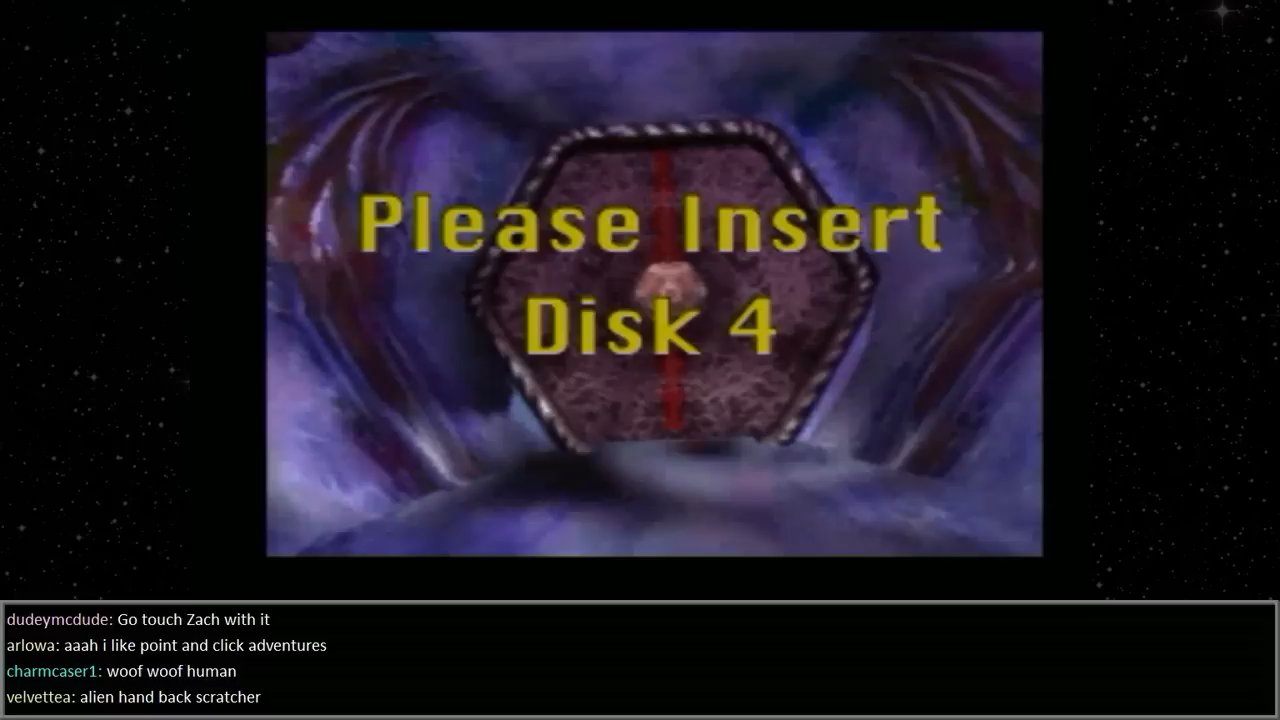 Please Insert
Disk 4
dudeymcdude: Go touch Zach with it
arlowa: aaah i like point and click adventures
charmcaser1: woof woof human
velvettea: alien hand back scratcher